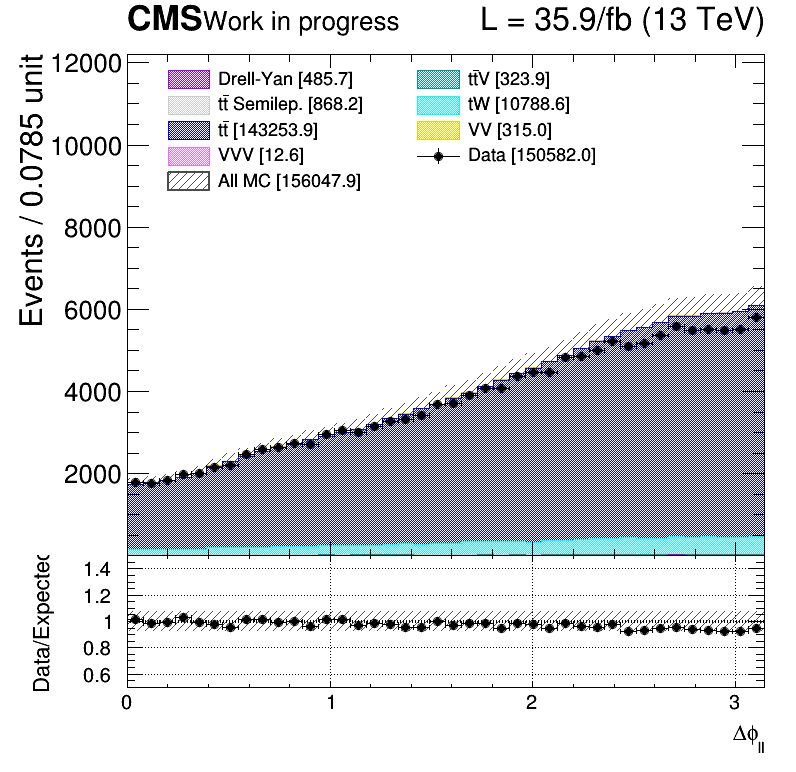 CMS Work in progress L = 35.9/fb (13 TeV)
Events / 0.0785 unit
12000
10000
8000
6000
4000
2000
Drell-Yan [485.7]
tt̄ Semilep. [868.2]
tt̄ [143253.9]
VVV [12.6]
All MC [156047.9]
tt̄V [323.9]
tW [10788.6]
VV [315.0]
Data [150582.0]
Data/Expected
1.4
1.2
1
0.8
0.6
0 1 2 3
Δϕll